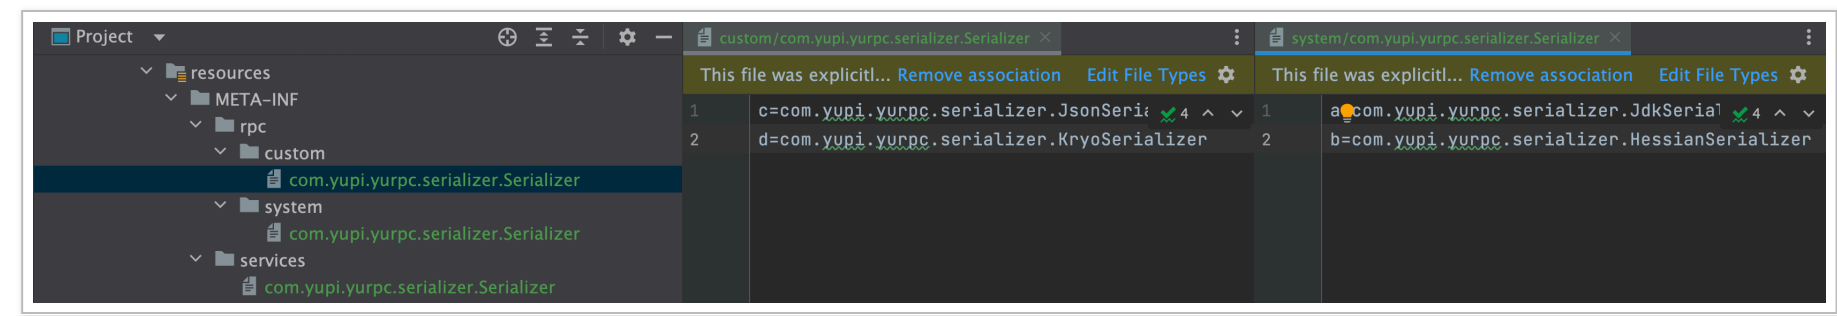 Project
resources
META-INF
rpc
custom
com.yupi.yurpc.serializer.Serializer
system
com.yupi.yurpc.serializer.Serializer
services
com.yupi.yurpc.serializer.Serializer
custom/com.yupi.yurpc.serializer.Serializer
This file was explicitl... Remove association Edit File Types
1 c=com.yupi.yurpc.serializer.JsonSeria 4
2 d=com.yupi.yurpc.serializer.KryoSerializer
system/com.yupi.yurpc.serializer.Serializer
This file was explicitl... Remove association Edit File Types
1 a com.yupi.yurpc.serializer.JdkSerial 4
2 b=com.yupi.yurpc.serializer.HessianSerializer